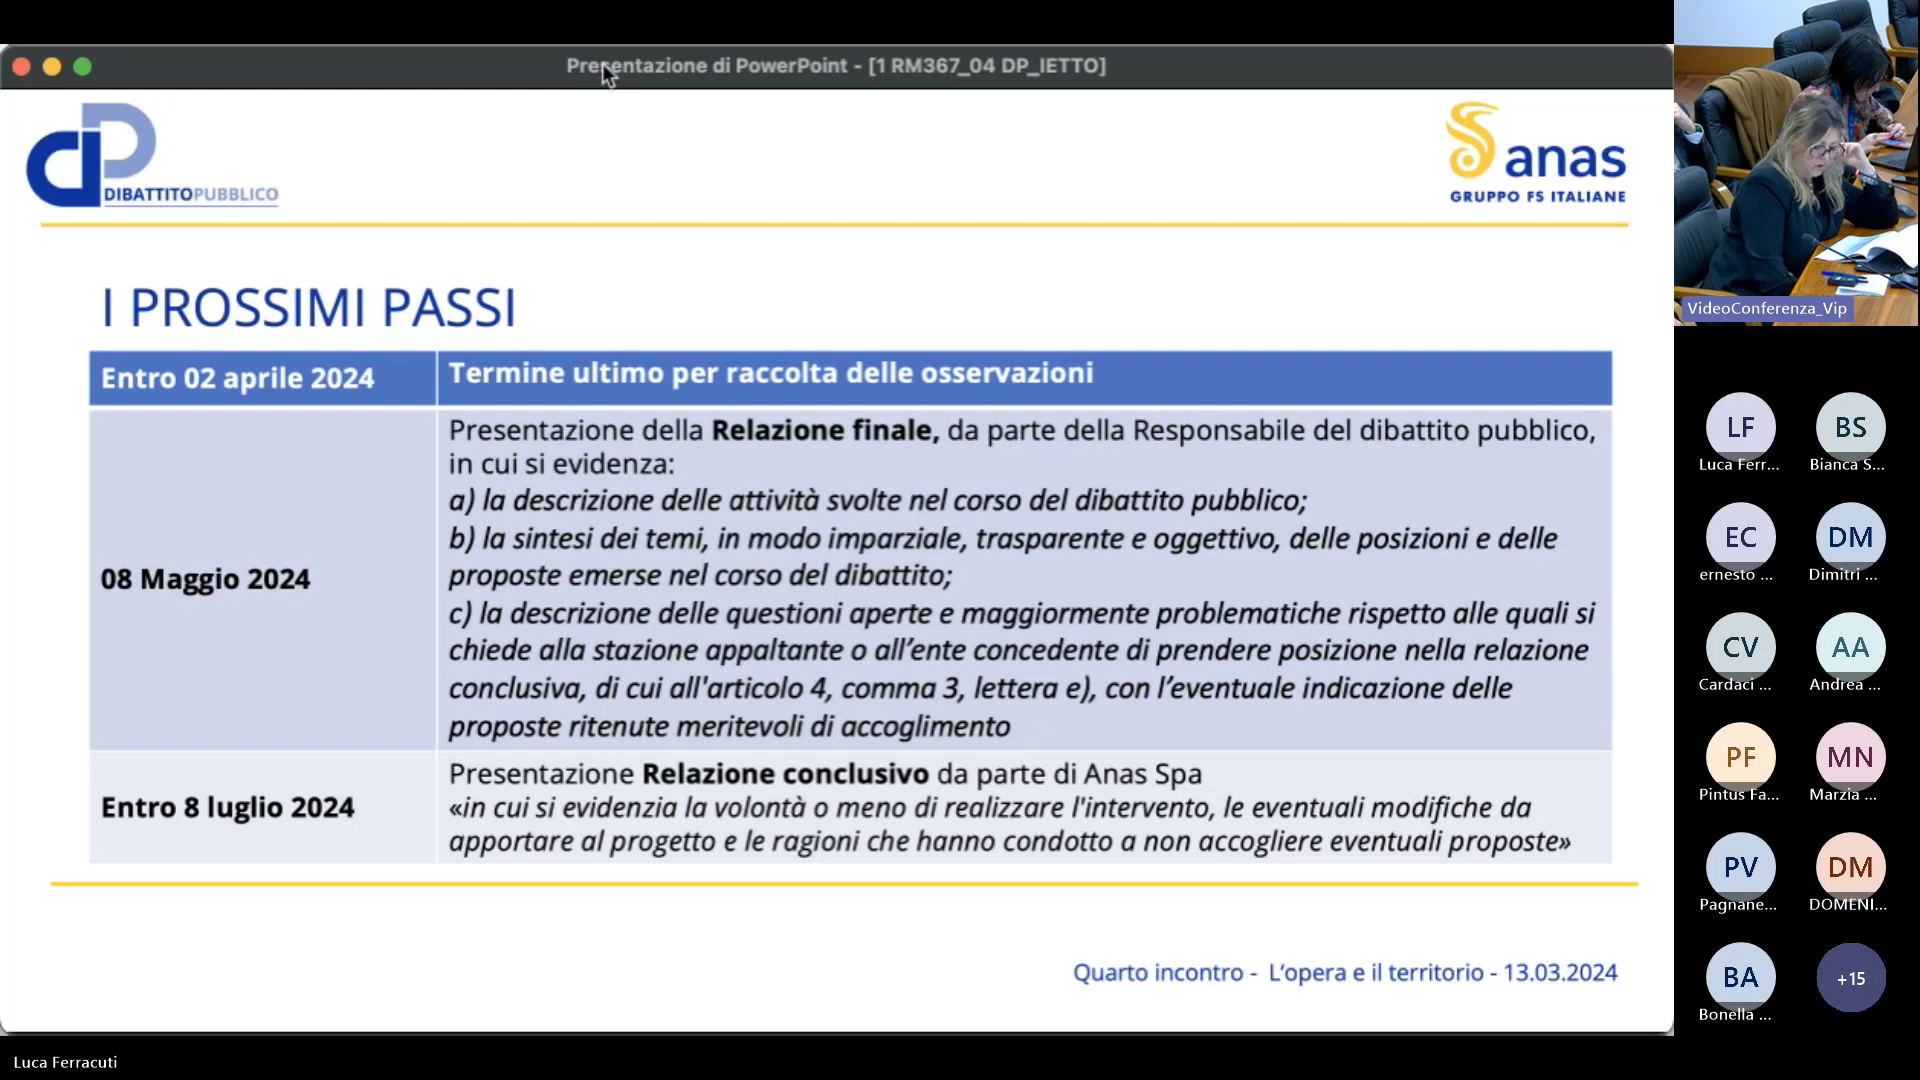 Presentazione di PowerPoint - [1 RM367_04 DP_IETTO]
DIBATTITOPUBBLICO
anas
GRUPPO FS ITALIANE
I PROSSIMI PASSI
Entro 02 aprile 2024
Termine ultimo per raccolta delle osservazioni
08 Maggio 2024
Presentazione della Relazione finale, da parte della Responsabile del dibattito pubblico,
in cui si evidenza:
a) la descrizione delle attività svolte nel corso del dibattito pubblico;
b) la sintesi dei temi, in modo imparziale, trasparente e oggettivo, delle posizioni e delle
proposte emerse nel corso del dibattito;
c) la descrizione delle questioni aperte e maggiormente problematiche rispetto alle quali si
chiede alla stazione appaltante o all’ente concedente di prendere posizione nella relazione
conclusiva, di cui all'articolo 4, comma 3, lettera e), con l’eventuale indicazione delle
proposte ritenute meritevoli di accoglimento
Entro 8 luglio 2024
Presentazione Relazione conclusivo da parte di Anas Spa
«in cui si evidenzia la volontà o meno di realizzare l'intervento, le eventuali modifiche da
apportare al progetto e le ragioni che hanno condotto a non accogliere eventuali proposte»
Quarto incontro - L’opera e il territorio - 13.03.2024
VideoConferenza_Vip
LF
Luca Ferr...
BS
Bianca S...
EC
ernesto ...
DM
Dimitri ...
CV
Cardaci ...
AA
Andrea ...
PF
Pintus Fa...
MN
Marzia ...
PV
Pagnane...
DM
DOMENI...
BA
Bonella ...
+15
Luca Ferracuti